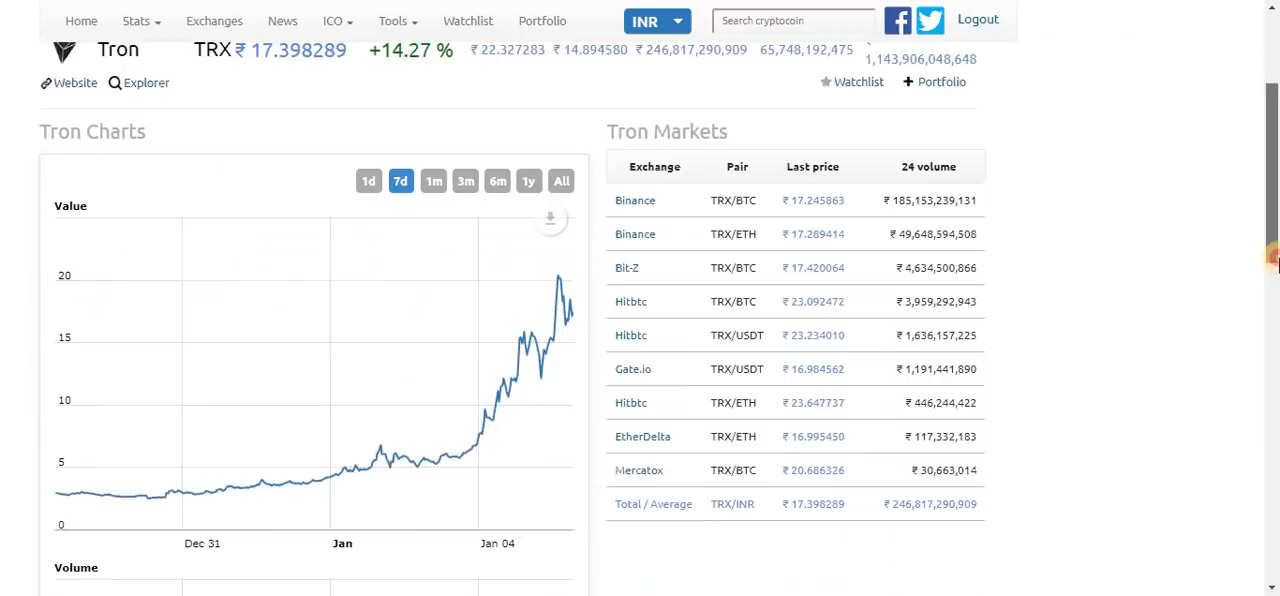 Home Stats Exchanges News ICO Tools Watchlist Portfolio INR Search cryptocoin Logout
Tron TRX ₹ 17.398289 +14.27 % ₹ 22.327283 ₹ 14.894580 ₹ 246,817,290,909 65,748,192,475
1,143,906,048,648
Website Explorer Watchlist Portfolio
Tron Charts
1d 7d 1m 3m 6m 1y All
Value
20
15
10
5
0
Dec 31 Jan Jan 04
Volume
Tron Markets
Exchange Pair Last price 24 volume
Binance TRX/BTC ₹ 17.245863 ₹ 185,153,239,131
Binance TRX/ETH ₹ 17.289414 ₹ 49,648,594,508
Bit-Z TRX/BTC ₹ 17.420064 ₹ 4,634,500,866
Hitbtc TRX/BTC ₹ 23.092472 ₹ 3,959,292,943
Hitbtc TRX/USDT ₹ 23.234010 ₹ 1,636,157,225
Gate.io TRX/USDT ₹ 16.984562 ₹ 1,191,441,890
Hitbtc TRX/ETH ₹ 23.647737 ₹ 446,244,422
EtherDelta TRX/ETH ₹ 16.995450 ₹ 117,332,183
Mercatox TRX/BTC ₹ 20.686326 ₹ 30,663,014
Total / Average TRX/INR ₹ 17.398289 ₹ 246,817,290,909